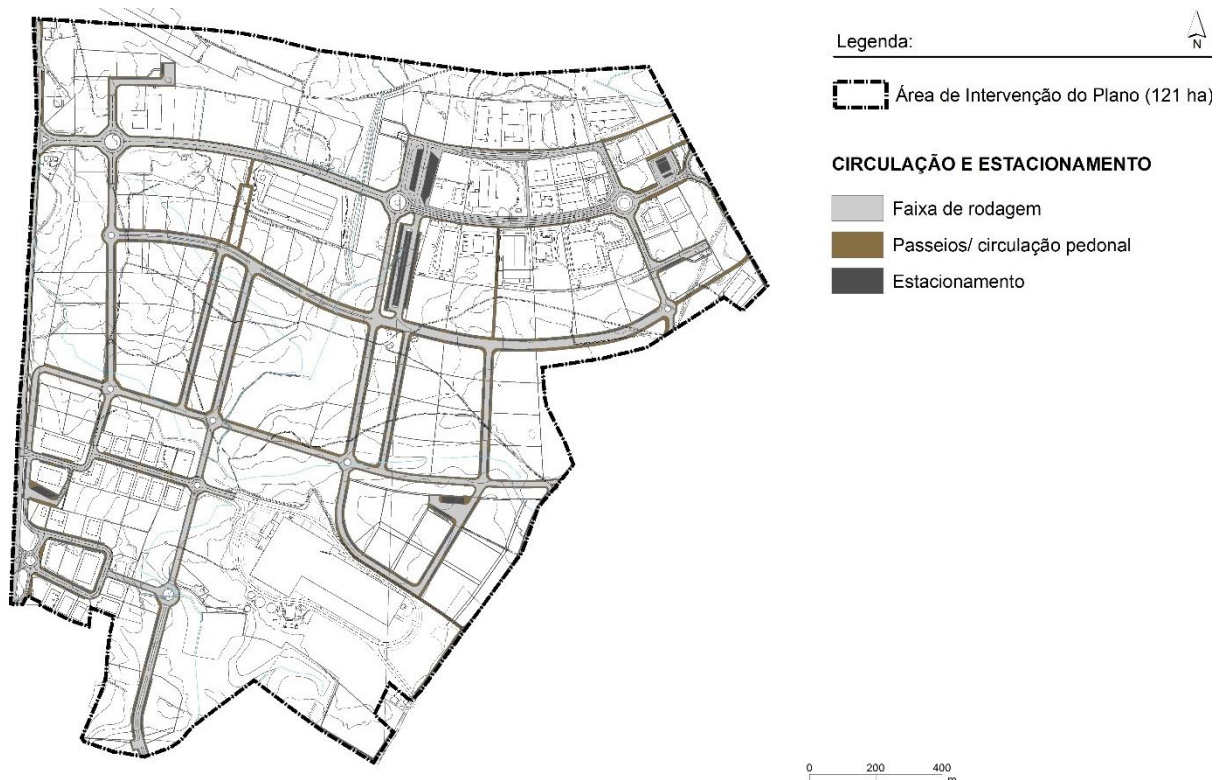 Legenda:
N
Área de Intervenção do Plano (121 ha)
CIRCULAÇÃO E ESTACIONAMENTO
Faixa de rodagem
Passeios/ circulação pedonal
Estacionamento
0 200 400
m